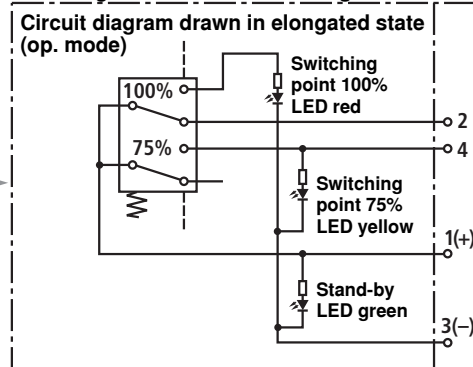 Circuit diagram drawn in elongated state
(op. mode)
Switching
point 100%
LED red
100%
2
75%
4
Switching
point 75%
LED yellow
1(+)
Stand-by
LED green
3(−)